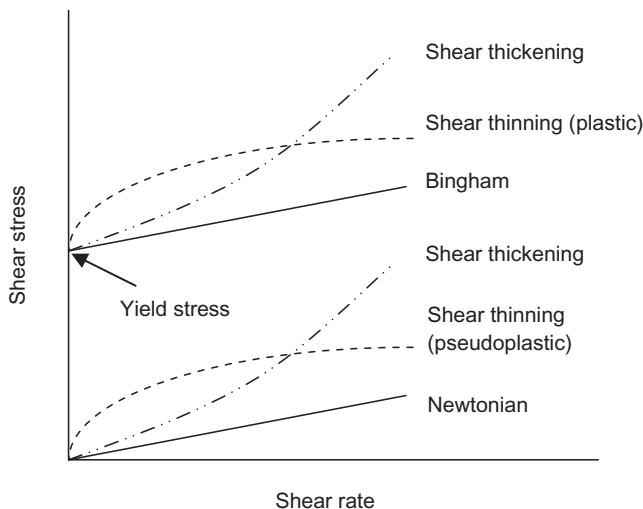 Shear thickening
Shear thinning (plastic)
Bingham
Shear stress
Shear thickening
Yield stress
Shear thinning
(pseudoplastic)
Newtonian
Shear rate